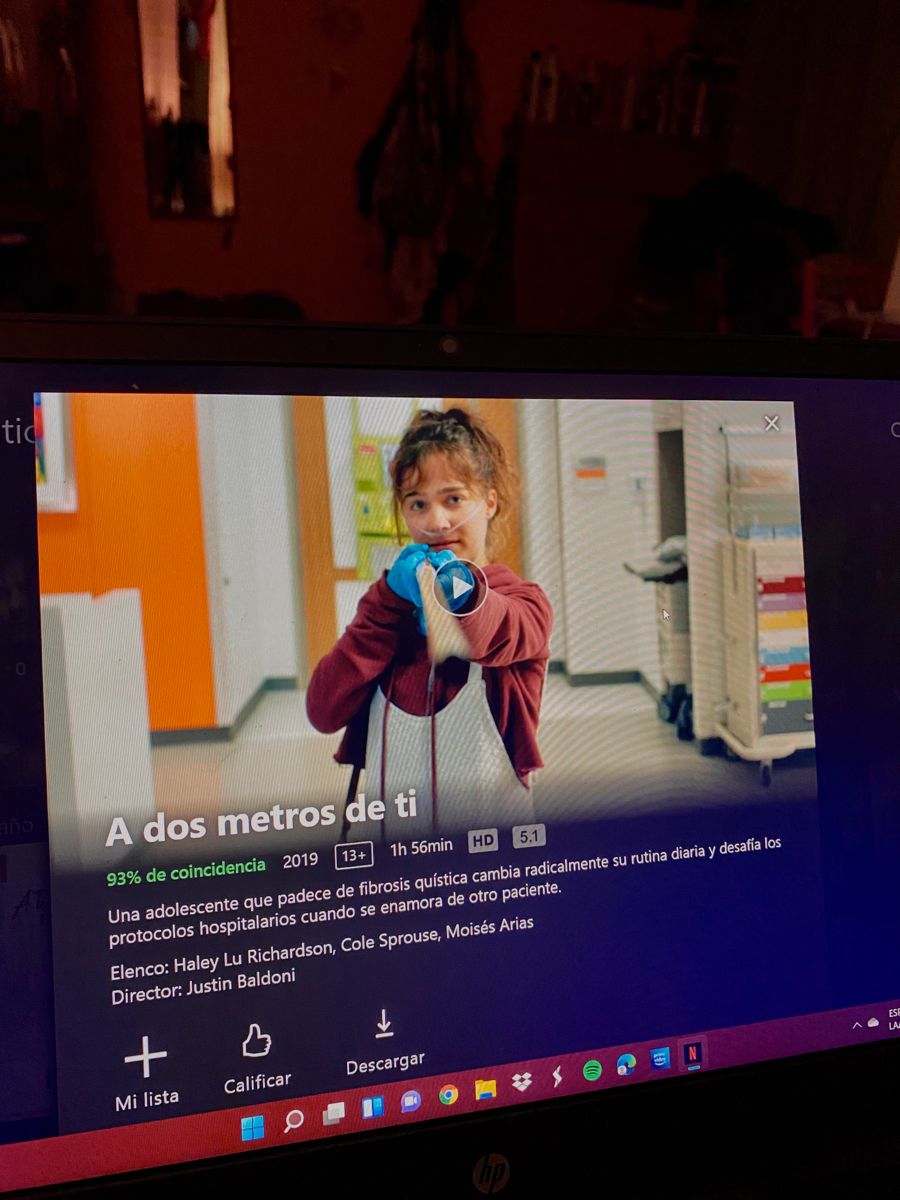 tic
A dos metros de ti
93% de coincidencia 2019 13+ 1h 56min HD 5.1
Una adolescente que padece de fibrosis quística cambia radicalmente su rutina diaria y desafía los
protocolos hospitalarios cuando se enamora de otro paciente.
Elenco: Haley Lu Richardson, Cole Sprouse, Moisés Arias
Director: Justin Baldoni
Mi lista Calificar Descargar
ESP
hp